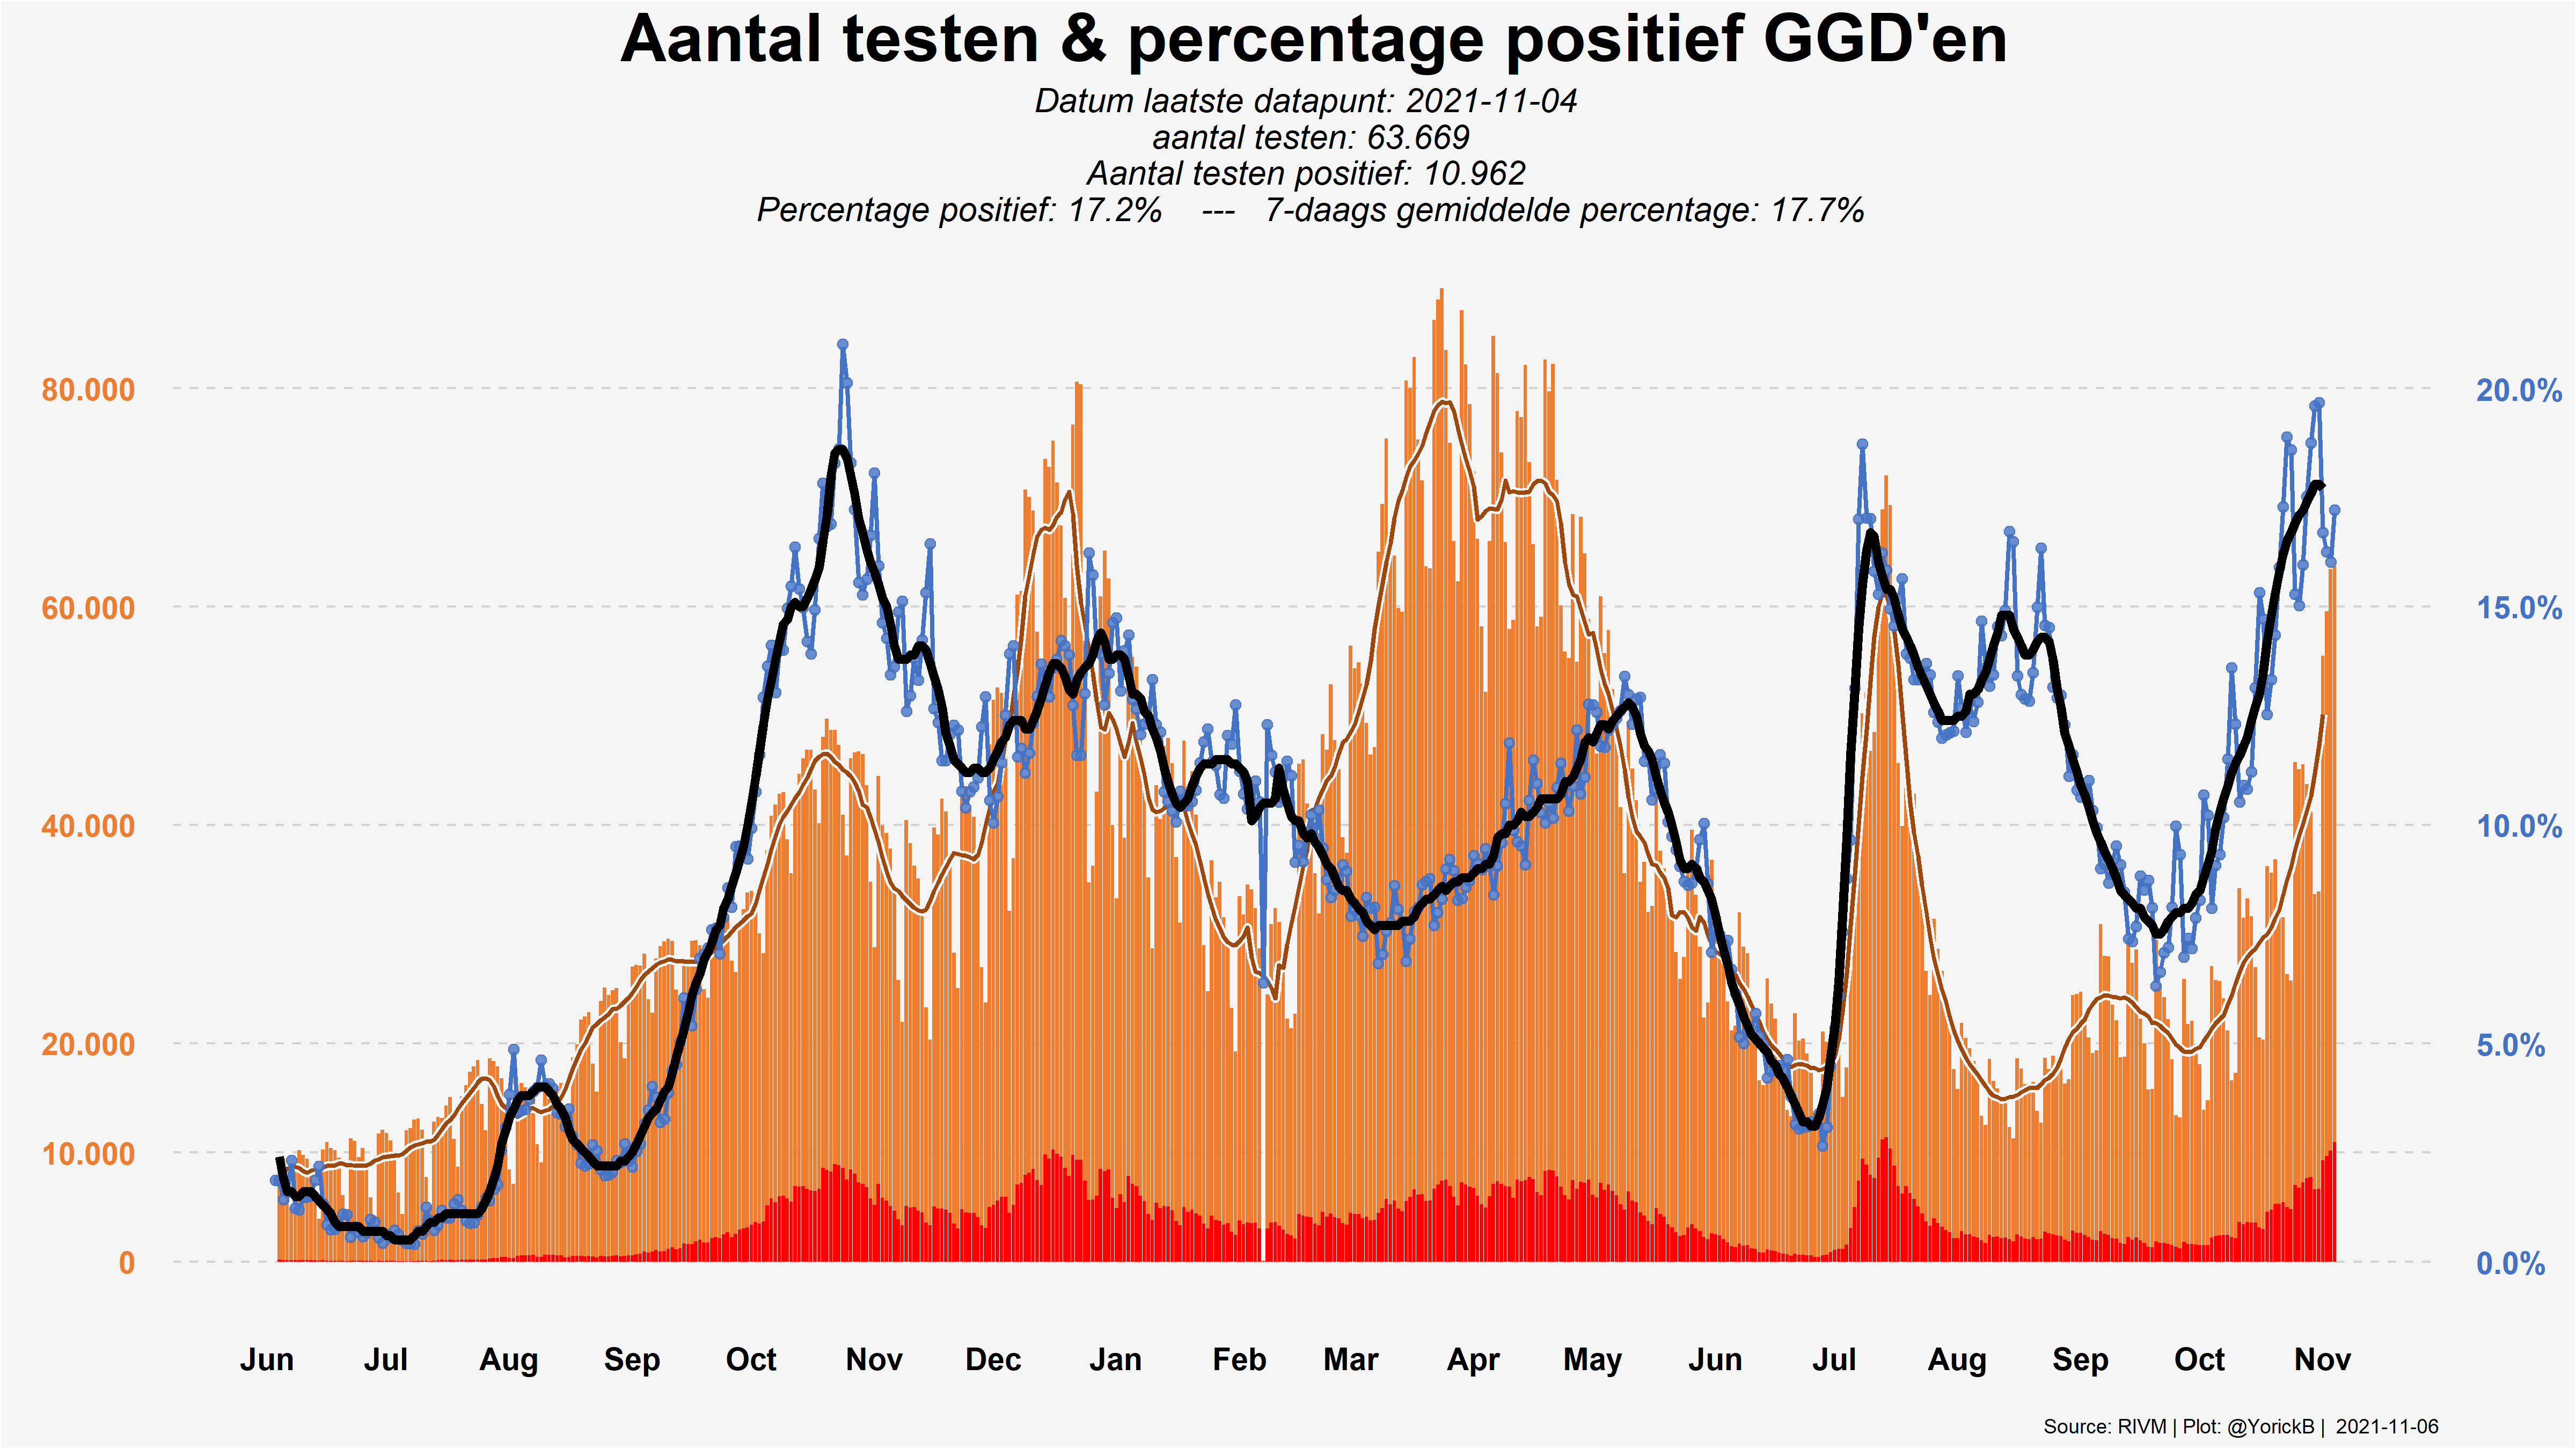 Aantal testen & percentage positief GGD'en
Datum laatste datapunt: 2021-11-04
aantal testen: 63.669
Aantal testen positief: 10.962
Percentage positief: 17.2% --- 7-daags gemiddelde percentage: 17.7%
80.000
20.0%
60.000
15.0%
40.000
10.0%
20.000
5.0%
10.000
0
0.0%
Jun Jul Aug Sep Oct Nov Dec Jan Feb Mar Apr May Jun Jul Aug Sep Oct Nov
Source: RIVM | Plot: @YorickB | 2021-11-06